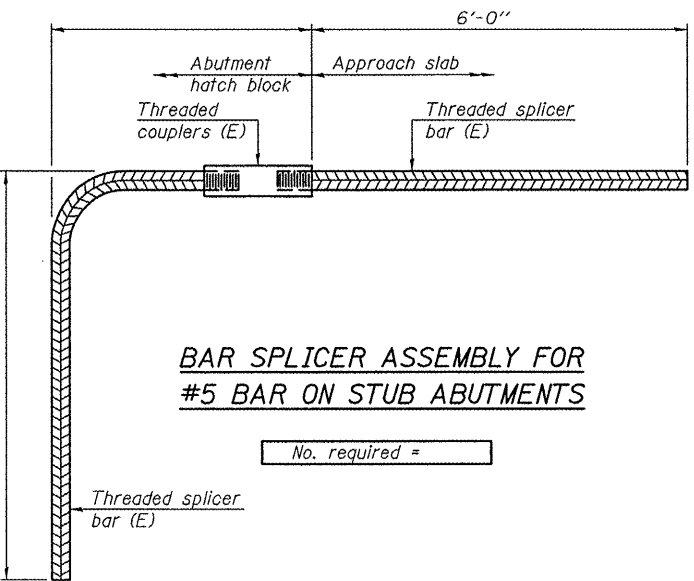 6'-0"
Abutment
hatch block
Approach slab
Threaded
couplers (E)
Threaded splicer
bar (E)
BAR SPLICER ASSEMBLY FOR
#5 BAR ON STUB ABUTMENTS
No. required =
Threaded splicer
bar (E)